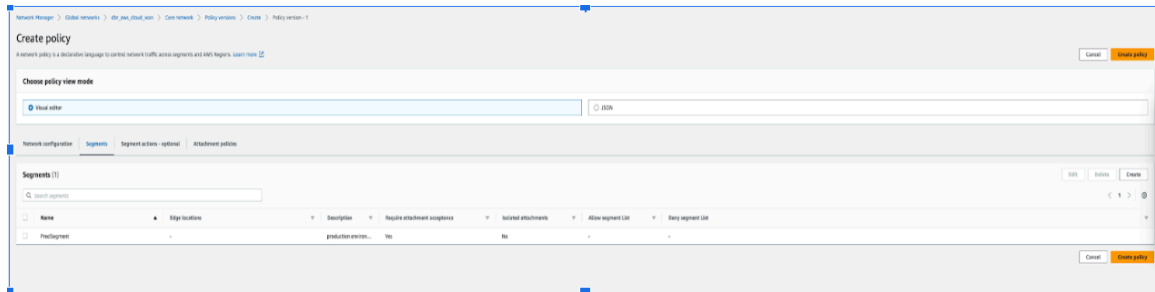 Network Manager > Global networks > dbr_aws_cloud_wan > Core network > Policy versions > Create > Policy version - 1
Create policy
A network policy is a declarative language to control network traffic across segments and AWS Regions. Learn more
Cancel Create policy
Choose policy view mode
Visual editor JSON
Network configuration Segments Segment actions - optional Attachment policies
Segments (1) Edit Delete Create
Search segments < 1 >
Name Edge locations Description Require attachment acceptance Isolated attachments Allow segment List Deny segment List
ProdSegment - production environ... Yes No - -
Cancel Create policy